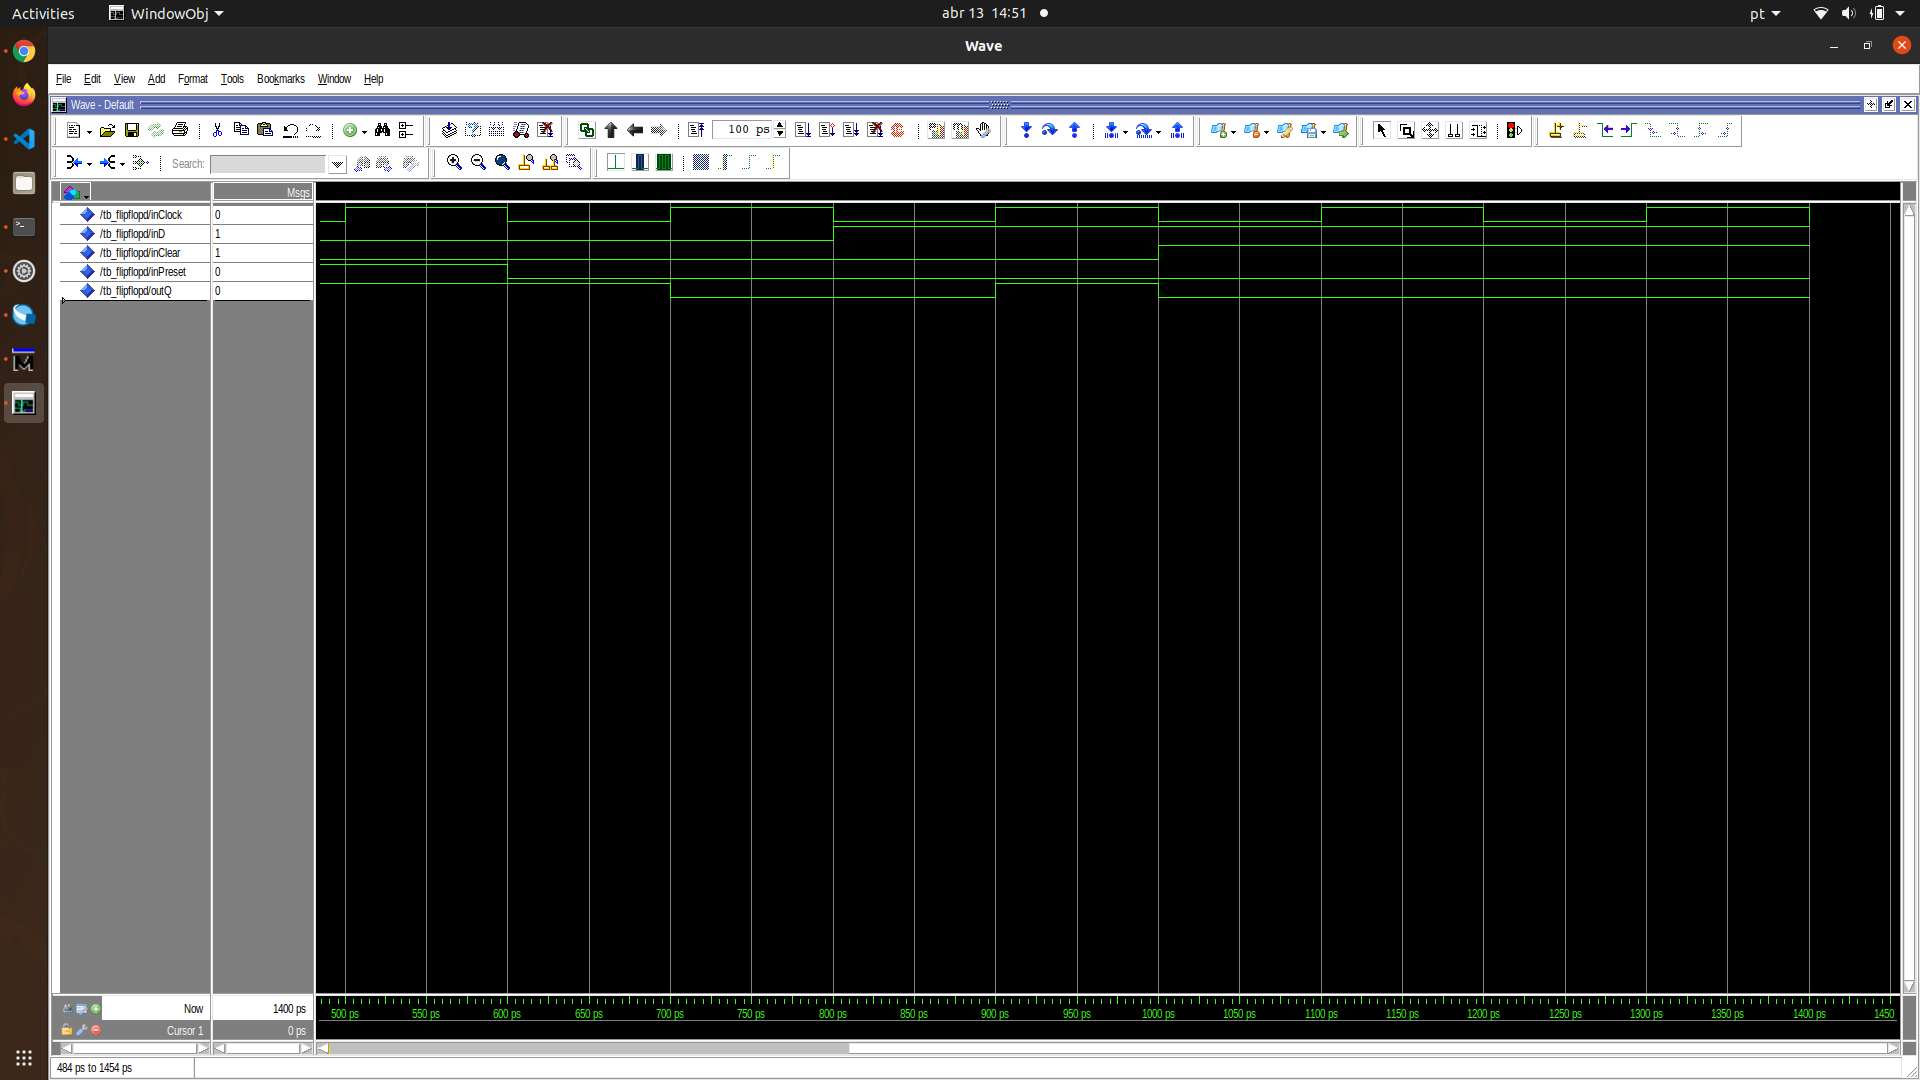 Activities WindowObj abr 13 14:51 pt
Wave
File Edit View Add Format Tools Bookmarks Window Help
Wave - Default
100 ps
Search:
Msgs
/tb_flipflopd/inClock 0
/tb_flipflopd/inD 1
/tb_flipflopd/inClear 1
/tb_flipflopd/inPreset 0
/tb_flipflopd/outQ 0
Now 1400 ps
500 ps 550 ps 600 ps 650 ps 700 ps 750 ps 800 ps 850 ps 900 ps 950 ps 1000 ps 1050 ps 1100 ps 1150 ps 1200 ps 1250 ps 1300 ps 1350 ps 1400 ps 1450
Cursor 1 0 ps
484 ps to 1454 ps